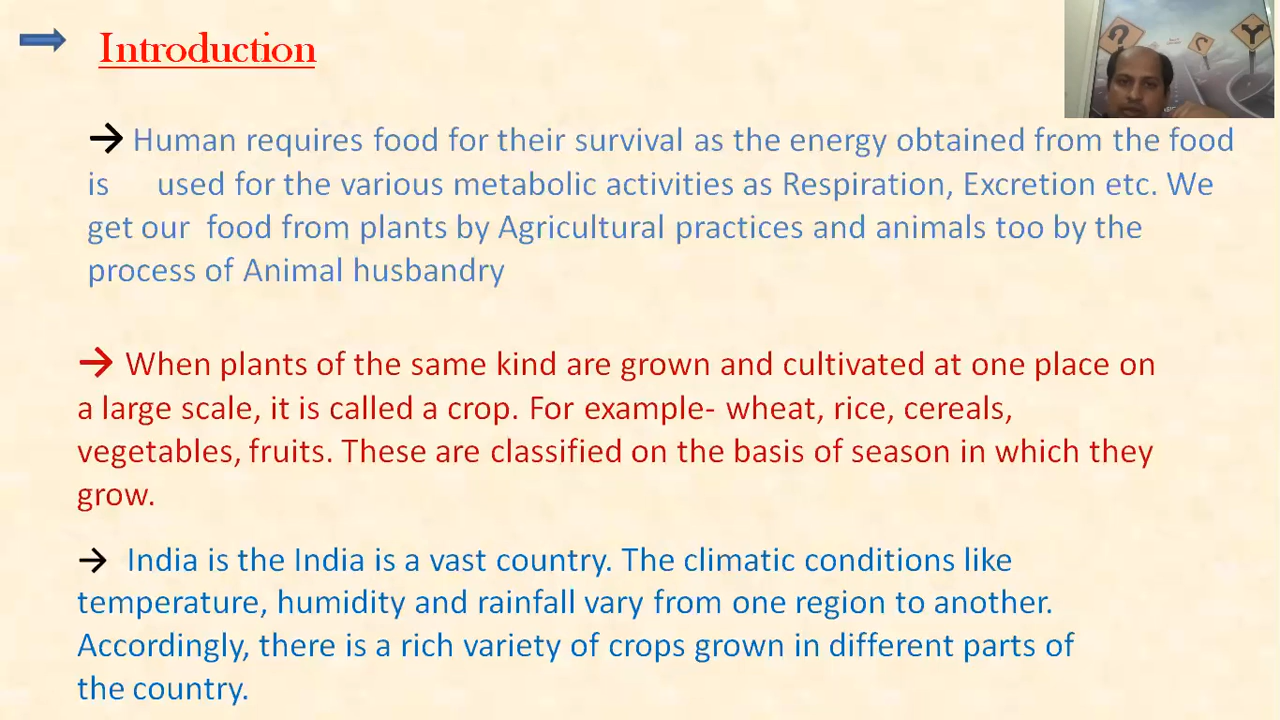 Introduction
→ Human requires food for their survival as the energy obtained from the food
is used for the various metabolic activities as Respiration, Excretion etc. We
get our food from plants by Agricultural practices and animals too by the
process of Animal husbandry
→ When plants of the same kind are grown and cultivated at one place on
a large scale, it is called a crop. For example- wheat, rice, cereals,
vegetables, fruits. These are classified on the basis of season in which they
grow.
→ India is the India is a vast country. The climatic conditions like
temperature, humidity and rainfall vary from one region to another.
Accordingly, there is a rich variety of crops grown in different parts of
the country.